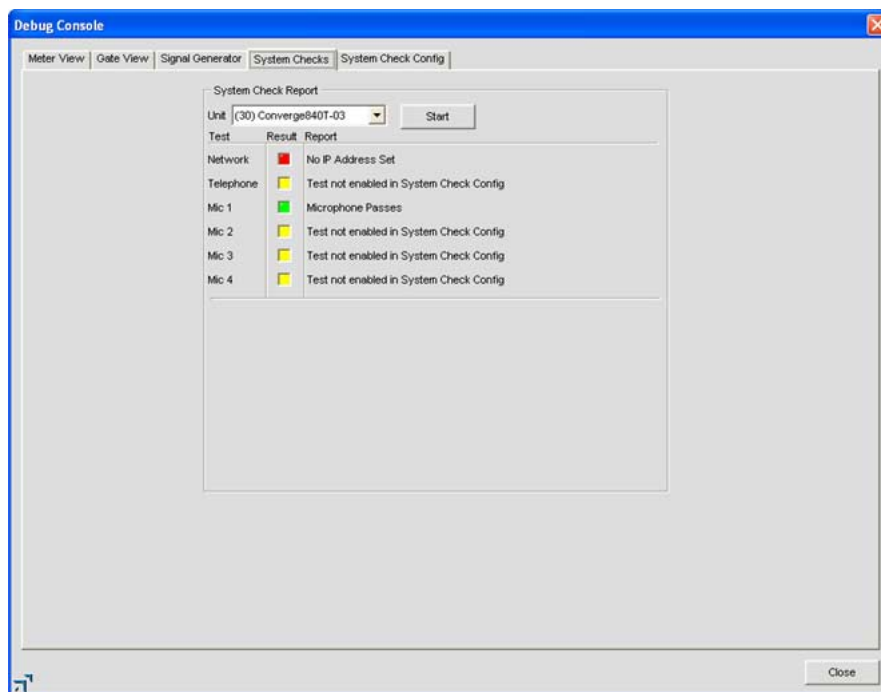 Debug Console
Meter View Gate View Signal Generator System Checks System Check Config
System Check Report
Unit (30) Converge840T-03 Start
Test Result Report
Network No IP Address Set
Telephone Test not enabled in System Check Config
Mic 1 Microphone Passes
Mic 2 Test not enabled in System Check Config
Mic 3 Test not enabled in System Check Config
Mic 4 Test not enabled in System Check Config
Close